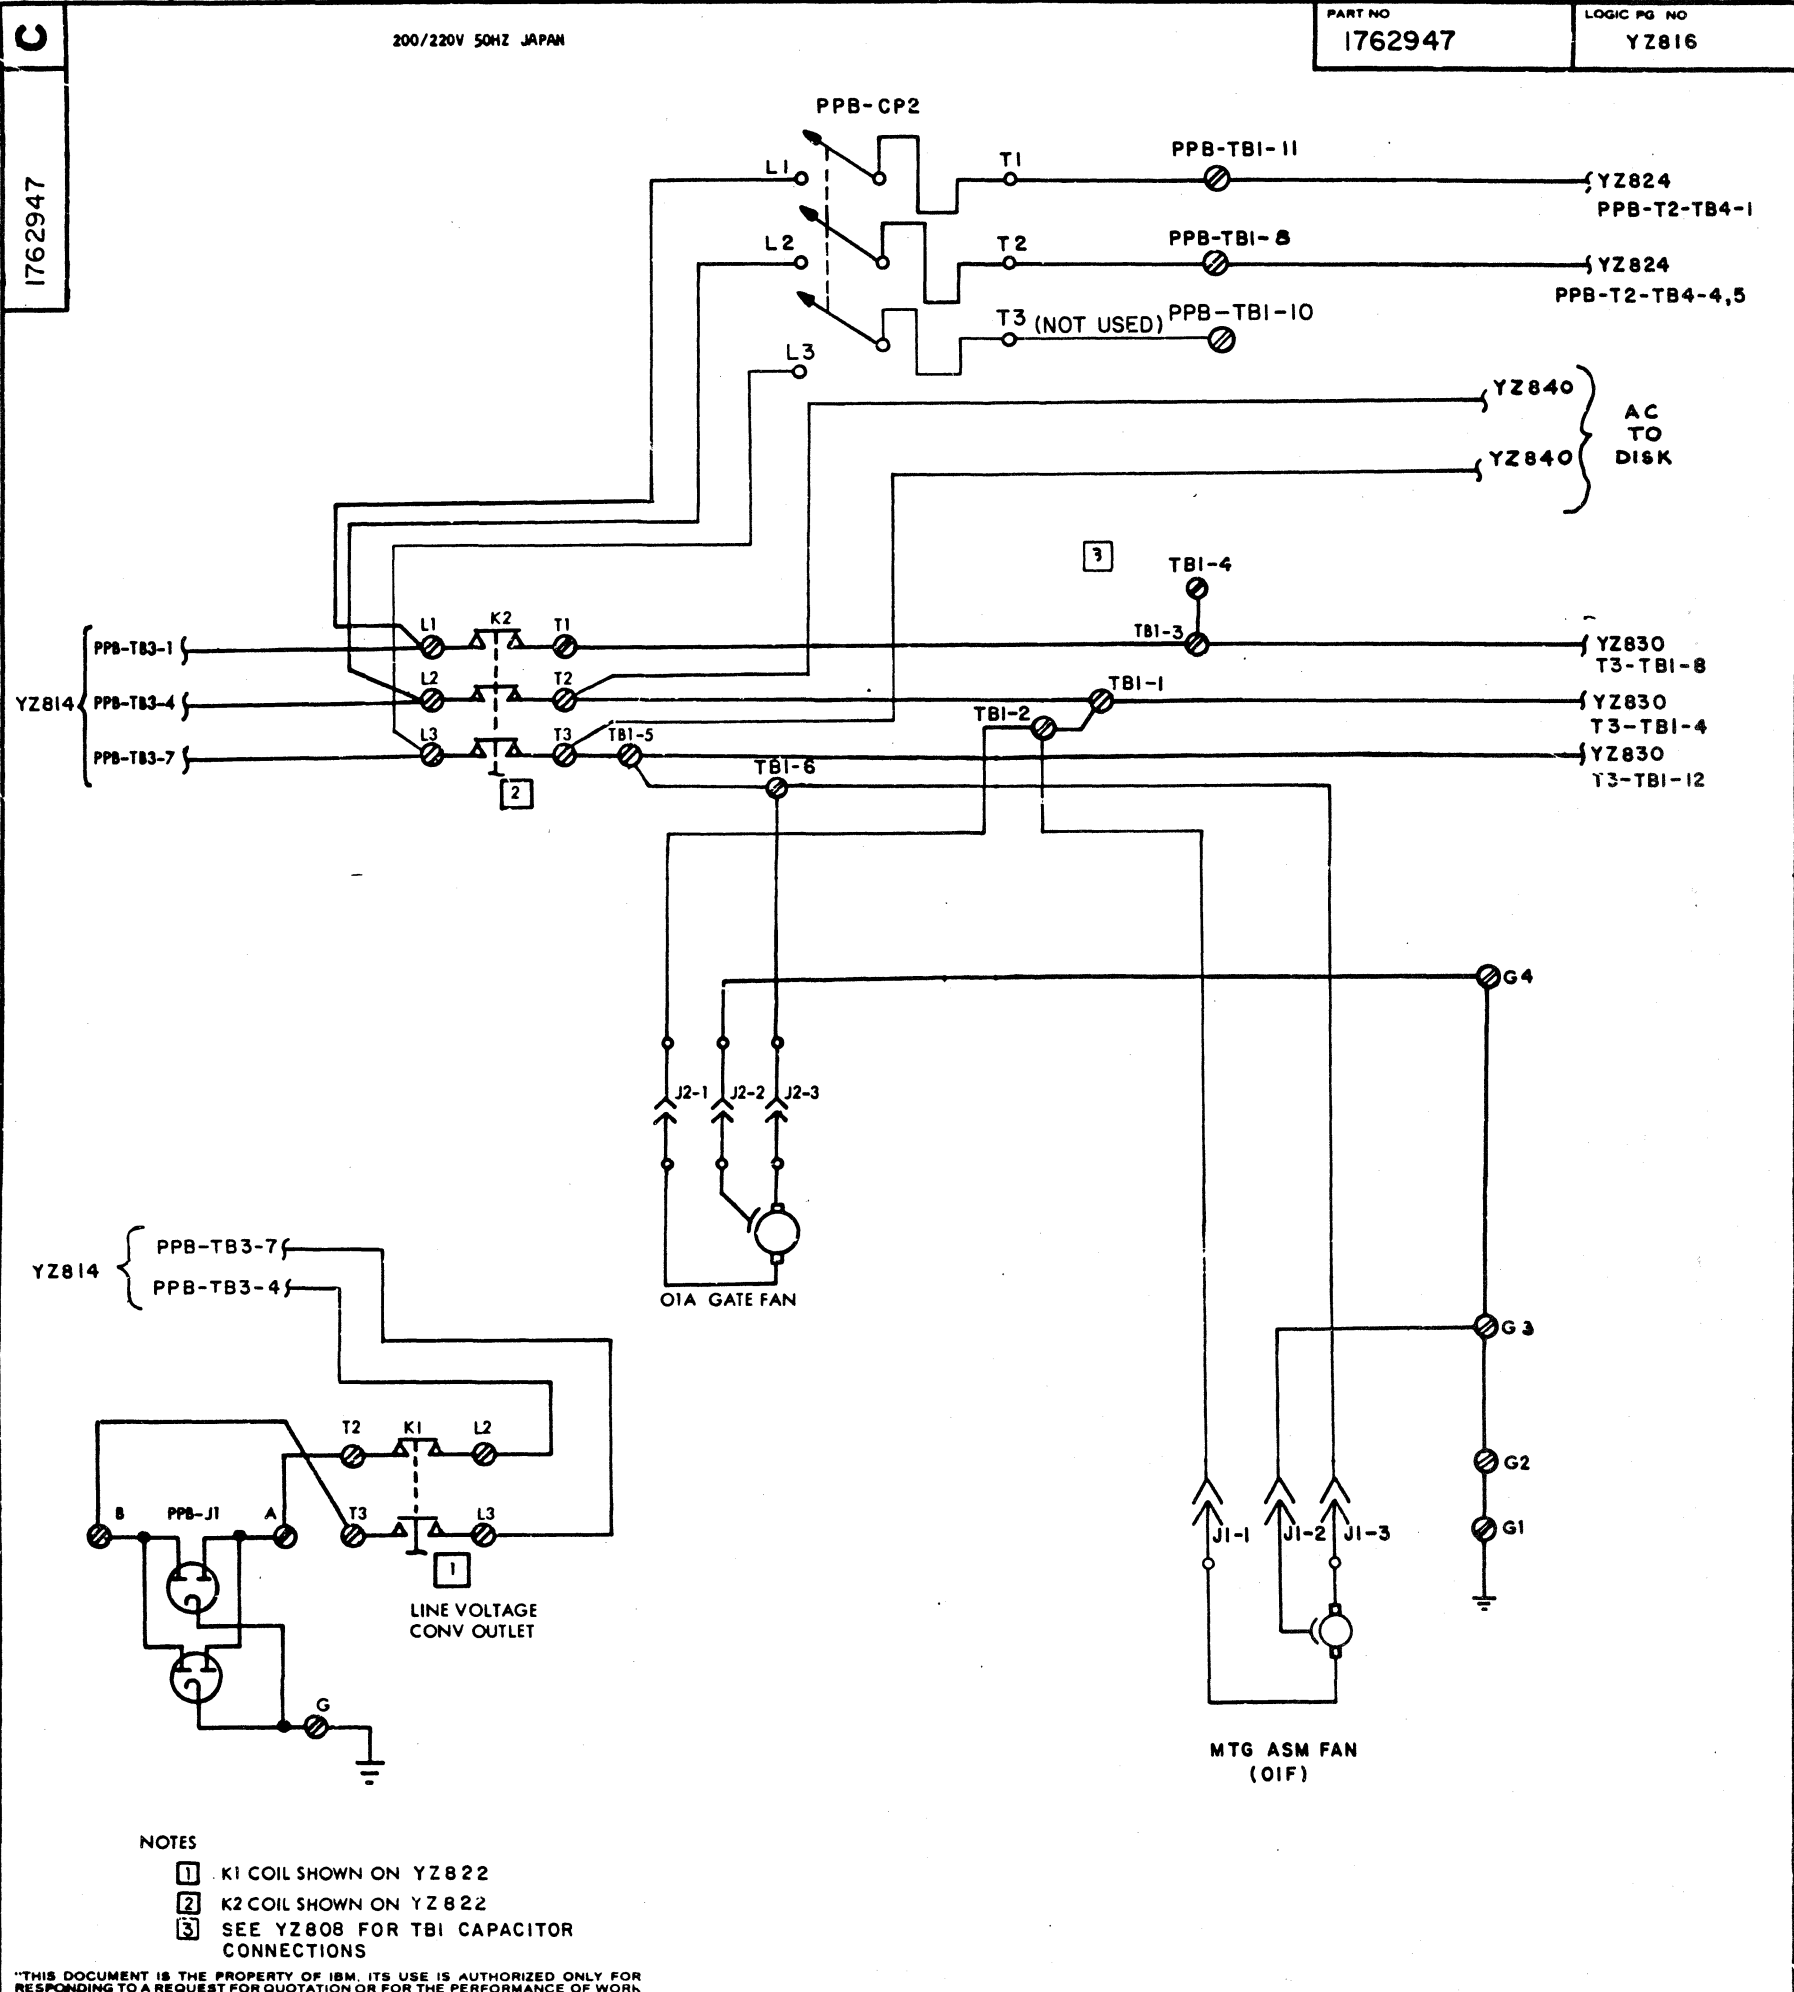 C
1762947
200/220V 50HZ JAPAN
PART NO
1762947
LOGIC PG NO
YZ816
PPB-CP2
L1
T1
PPB-TB1-11
YZ824
PPB-T2-TB4-1
L2
T2
PPB-TB1-8
YZ824
PPB-T2-TB4-4,5
L3
T3 (NOT USED)
PPB-TB1-10
YZ840
YZ840
AC
TO
DISK
3
TB1-4
YZ814
PPB-TB3-1
L1
K2
T1
TB1-3
YZ830
T3-TB1-8
PPB-TB3-4
L2
T2
TB1-1
TB1-2
YZ830
T3-TB1-4
PPB-TB3-7
L3
T3
TB1-5
TB1-6
YZ830
T3-TB1-12
2
G4
J2-1
J2-2
J2-3
01A GATE FAN
YZ814
PPB-TB3-7
PPB-TB3-4
G3
T2
K1
L2
G2
B
PPB-J1
A
T3
L3
1
LINE VOLTAGE
CONV OUTLET
J1-1
J1-2
J1-3
G1
G
MTG ASM FAN
(01F)
NOTES
1 K1 COIL SHOWN ON YZ822
2 K2 COIL SHOWN ON YZ822
3 SEE YZ808 FOR TB1 CAPACITOR
CONNECTIONS
"THIS DOCUMENT IS THE PROPERTY OF IBM. ITS USE IS AUTHORIZED ONLY FOR
RESPONDING TO A REQUEST FOR QUOTATION OR FOR THE PERFORMANCE OF WORK